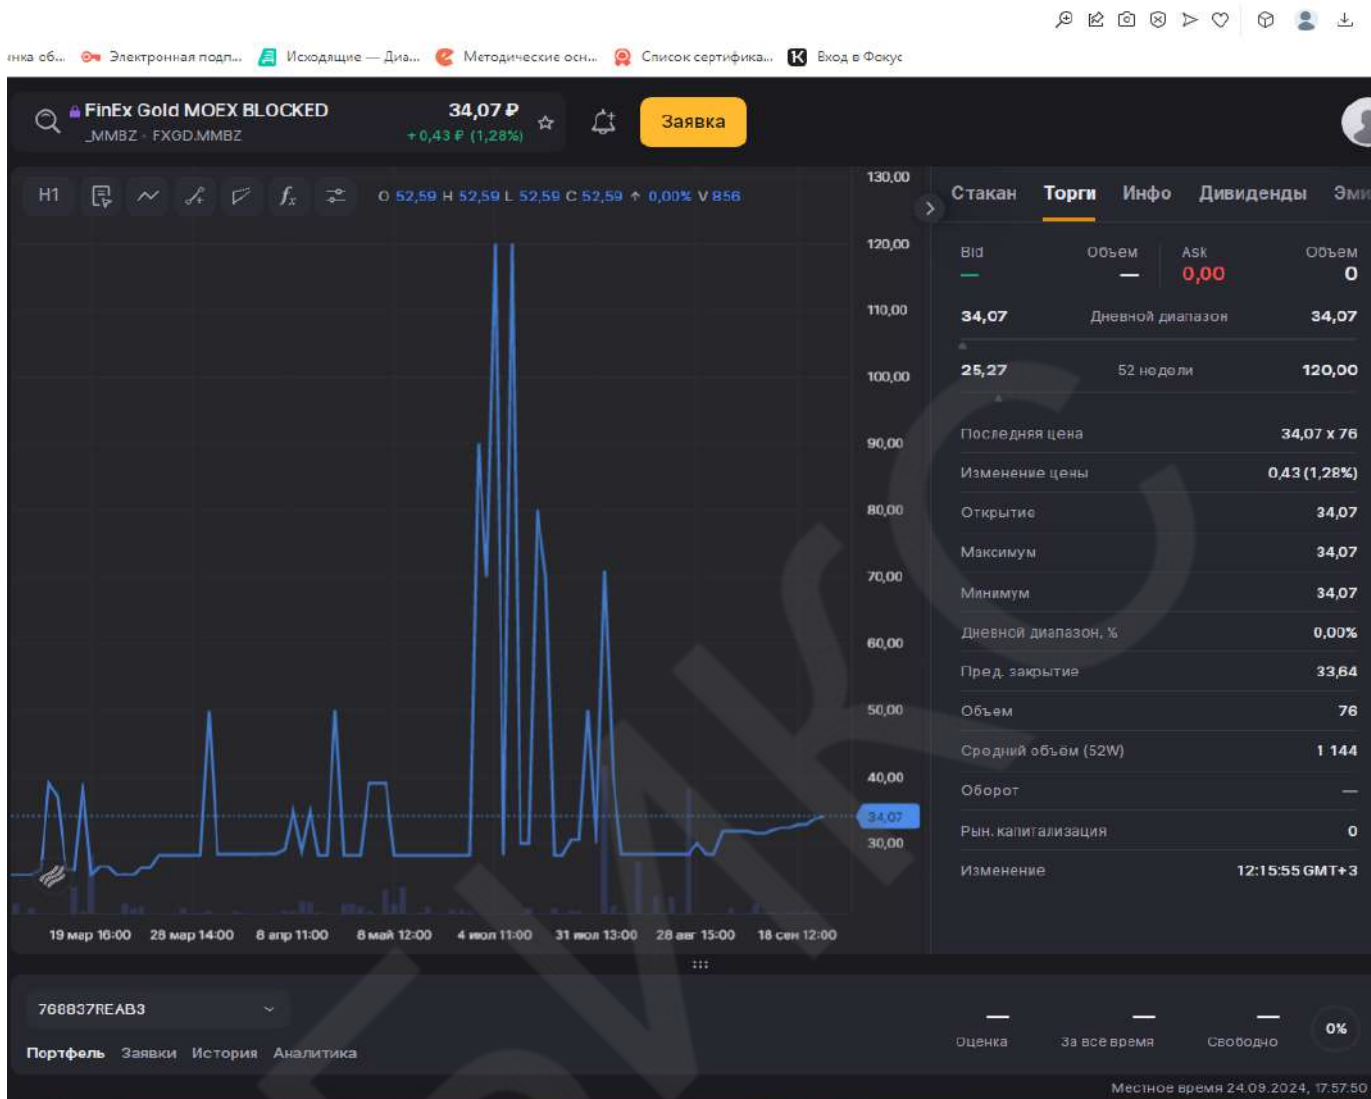 инка об... Электронная подп... Исходящие — Диа... Методические осн... Список сертифика... Вход в Фокус
FinEx Gold MOEX BLOCKED 34,07 ₽
_MMBZ · FXGD.MMBZ +0,43 ₽ (1,28%)
Заявка
H1 fx O 52,59 H 52,59 L 52,59 C 52,59 ↑ 0,00% V 856
130,00
120,00
110,00
100,00
90,00
80,00
70,00
60,00
50,00
40,00
34,07
30,00
19 мар 16:00 28 мар 14:00 8 апр 11:00 8 май 12:00 4 июл 11:00 31 июл 13:00 28 авг 15:00 18 сен 12:00
Стакан Торги Инфо Дивиденды Эми
Bid Объем Ask Объем
— — 0,00 0
34,07 Дневной диапазон 34,07
25,27 52 недели 120,00
Последняя цена 34,07 x 76
Изменение цены 0,43 (1,28%)
Открытие 34,07
Максимум 34,07
Минимум 34,07
Дневной диапазон, % 0,00%
Пред. закрытие 33,64
Объем 76
Средний объём (52W) 1 144
Оборот —
Рын. капитализация 0
Изменение 12:15:55 GMT+3
768837REAB3
— — — 0%
Оценка За все время Свободно
Портфель Заявки История Аналитика
Местное время 24.09.2024, 17:57:50